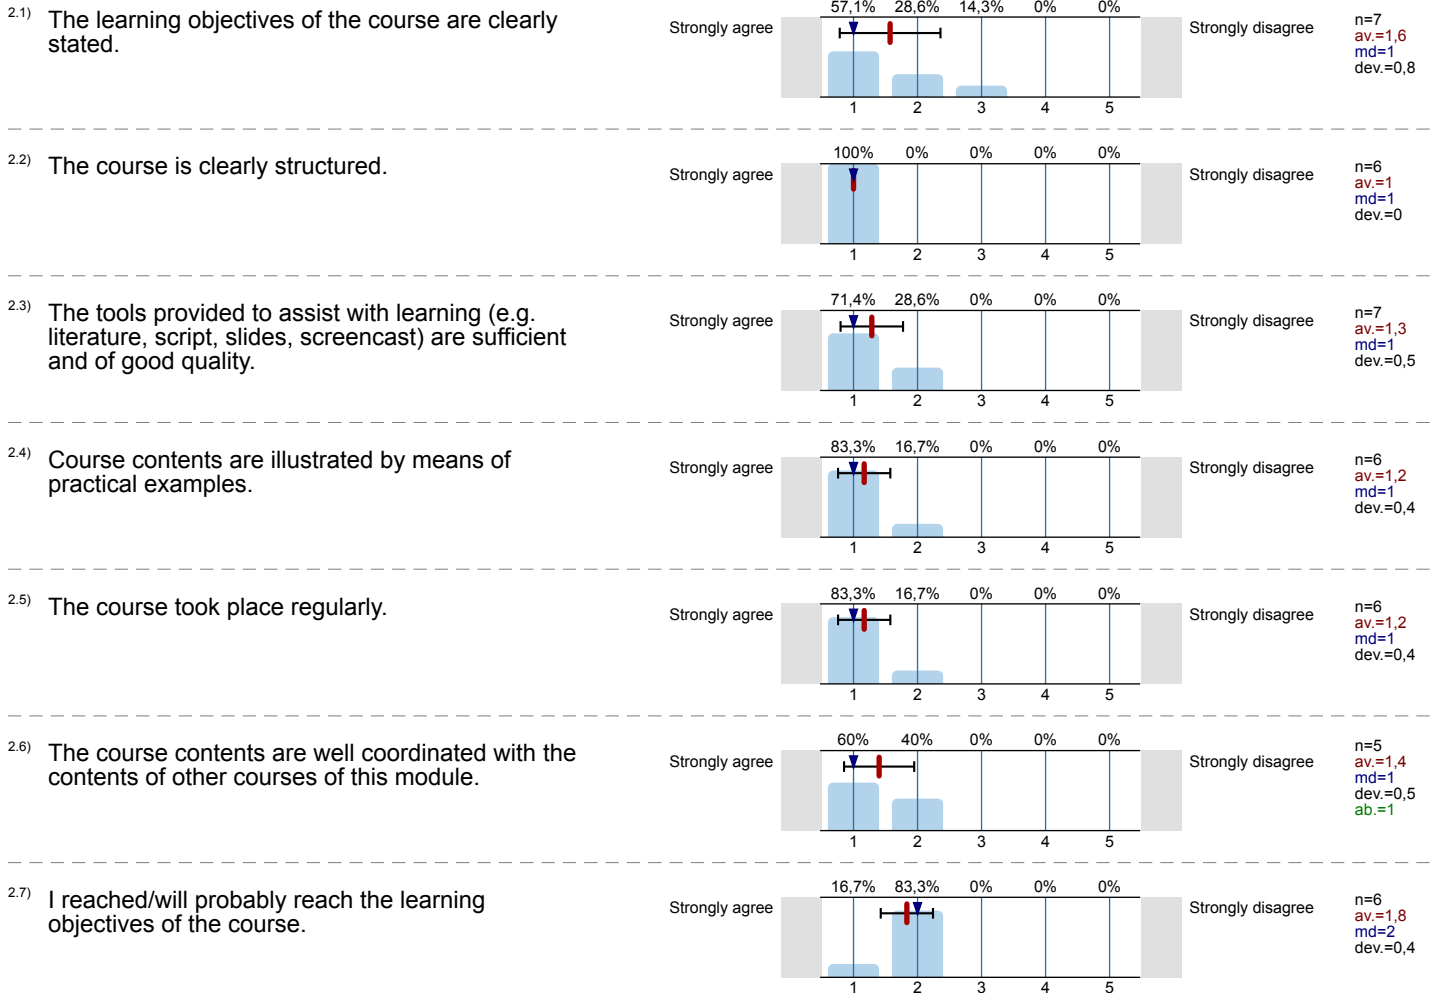 2.1) The learning objectives of the course are clearly
stated.
57,1% 28,6% 14,3% 0% 0%
Strongly agree
Strongly disagree
n=7
av.=1,6
md=1
dev.=0,8
1 2 3 4 5
2.2) The course is clearly structured.
100% 0% 0% 0% 0%
Strongly agree
Strongly disagree
n=6
av.=1
md=1
dev.=0
1 2 3 4 5
2.3) The tools provided to assist with learning (e.g.
literature, script, slides, screencast) are sufficient
and of good quality.
71,4% 28,6% 0% 0% 0%
Strongly agree
Strongly disagree
n=7
av.=1,3
md=1
dev.=0,5
1 2 3 4 5
2.4) Course contents are illustrated by means of
practical examples.
83,3% 16,7% 0% 0% 0%
Strongly agree
Strongly disagree
n=6
av.=1,2
md=1
dev.=0,4
1 2 3 4 5
2.5) The course took place regularly.
83,3% 16,7% 0% 0% 0%
Strongly agree
Strongly disagree
n=6
av.=1,2
md=1
dev.=0,4
1 2 3 4 5
2.6) The course contents are well coordinated with the
contents of other courses of this module.
60% 40% 0% 0% 0%
Strongly agree
Strongly disagree
n=5
av.=1,4
md=1
dev.=0,5
ab.=1
1 2 3 4 5
2.7) I reached/will probably reach the learning
objectives of the course.
16,7% 83,3% 0% 0% 0%
Strongly agree
Strongly disagree
n=6
av.=1,8
md=2
dev.=0,4
1 2 3 4 5